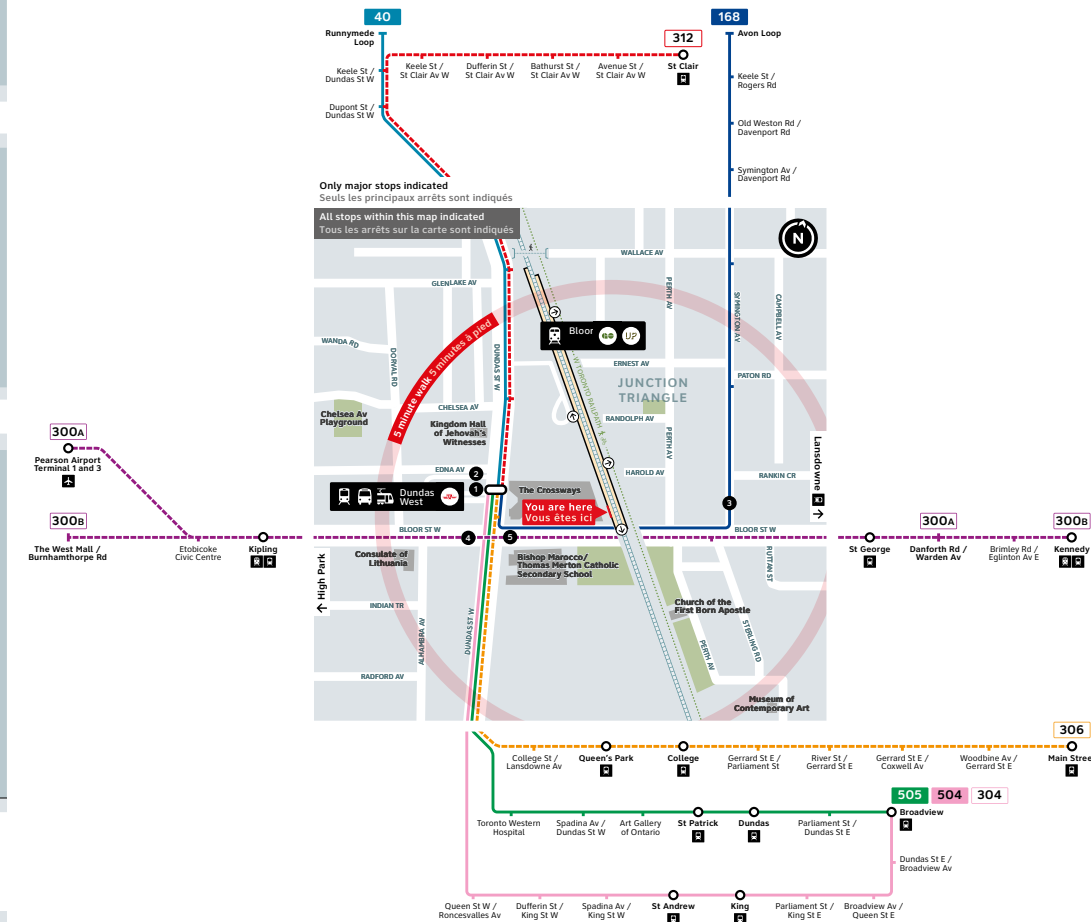 40
168
Runnymede
Loop
Avon Loop
312
Keele St /
Dundas St W
Keele St /
St Clair Av W
Dufferin St /
St Clair Av W
Bathurst St /
St Clair Av W
Avenue St /
St Clair Av W
St Clair
Keele St /
Rogers Rd
Dupont St /
Dundas St W
Old Weston Rd /
Davenport Rd
Symington Av /
Davenport Rd
Only major stops indicated
Seuls les principaux arrêts sont indiqués
All stops within this map indicated
Tous les arrêts sur la carte sont indiqués
N
WALLACE AV
GLENLAKE AV
PERTH AV
SYMINGTON AV
CAMPBELL AV
5 minute walk 5 minutes à pied
Bloor
GO
UP
WANDA RD
DORVAL RD
DUNDAS ST W
W TORONTO RAILPATH
ERNEST AV
PATON RD
JUNCTION
TRIANGLE
CHELSEA AV
Chelsea Av
Playground
RANDOLPH AV
Kingdom Hall
of Jehovah's
Witnesses
PERTH AV
300A
Pearson Airport
Terminal 1 and 3
EDNA AV
HAROLD AV
RANKIN CR
Lansdowne
2
1
Dundas
West
The Crossways
You are here
Vous êtes ici
3
300B
300A
300B
BLOOR ST W
4
5
BLOOR ST W
The West Mall /
Burnhamthorpe Rd
Etobicoke
Civic Centre
Kipling
St George
Danforth Rd /
Warden Av
Brimley Rd /
Eglinton Av E
Kennedy
High Park
Consulate of
Lithuania
Bishop Marocco/
Thomas Merton Catholic
Secondary School
RUTTAN ST
INDIAN TR
Church of the
First Born Apostle
ALHAMBRA AV
DUNDAS ST W
PERTH AV
STERLING RD
RADFORD AV
Museum of
Contemporary Art
306
College St /
Lansdowne Av
Queen's Park
College
Gerrard St E /
Parliament St
River St /
Gerrard St E
Gerrard St E /
Coxwell Av
Woodbine Av /
Gerrard St E
Main Stree
505
504
304
Broadview
Toronto Western
Hospital
Spadina Av /
Dundas St W
Art Gallery
of Ontario
St Patrick
Dundas
Parliament St /
Dundas St E
Dundas St E /
Broadview Av
Queen St W /
Roncesvalles Av
Dufferin St /
King St W
Spadina Av /
King St W
St Andrew
King
Parliament St /
King St E
Broadview Av /
Queen St E